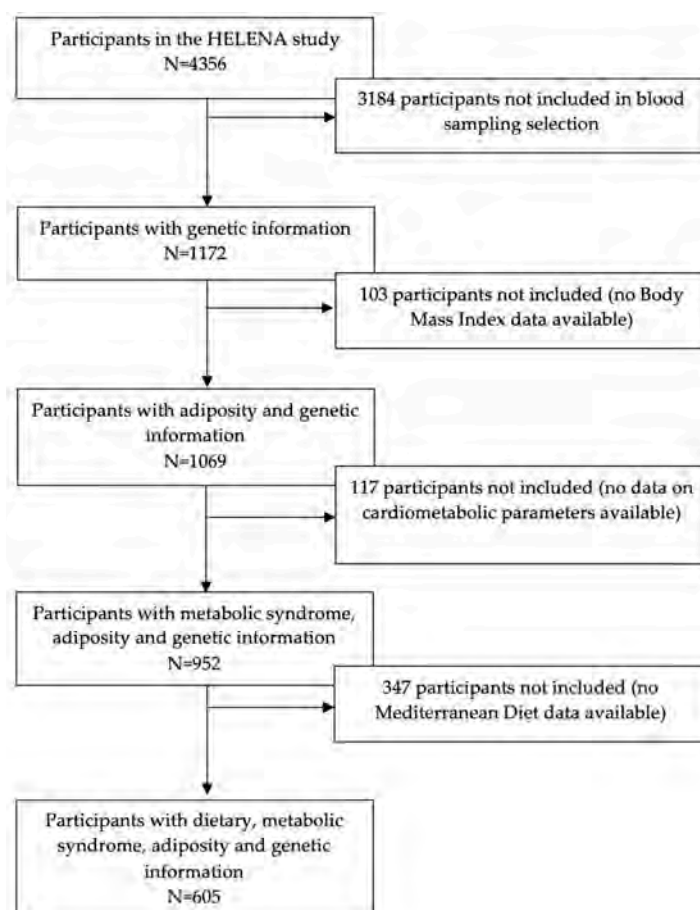 Participants in the HELENA study
N=4356
3184 participants not included in blood
sampling selection
Participants with genetic information
N=1172
103 participants not included (no Body
Mass Index data available)
Participants with adiposity and genetic
information
N=1069
117 participants not included (no data on
cardiometabolic parameters available)
Participants with metabolic syndrome,
adiposity and genetic information
N=952
347 participants not included (no
Mediterranean Diet data available)
Participants with dietary, metabolic
syndrome, adiposity and genetic
information
N=605